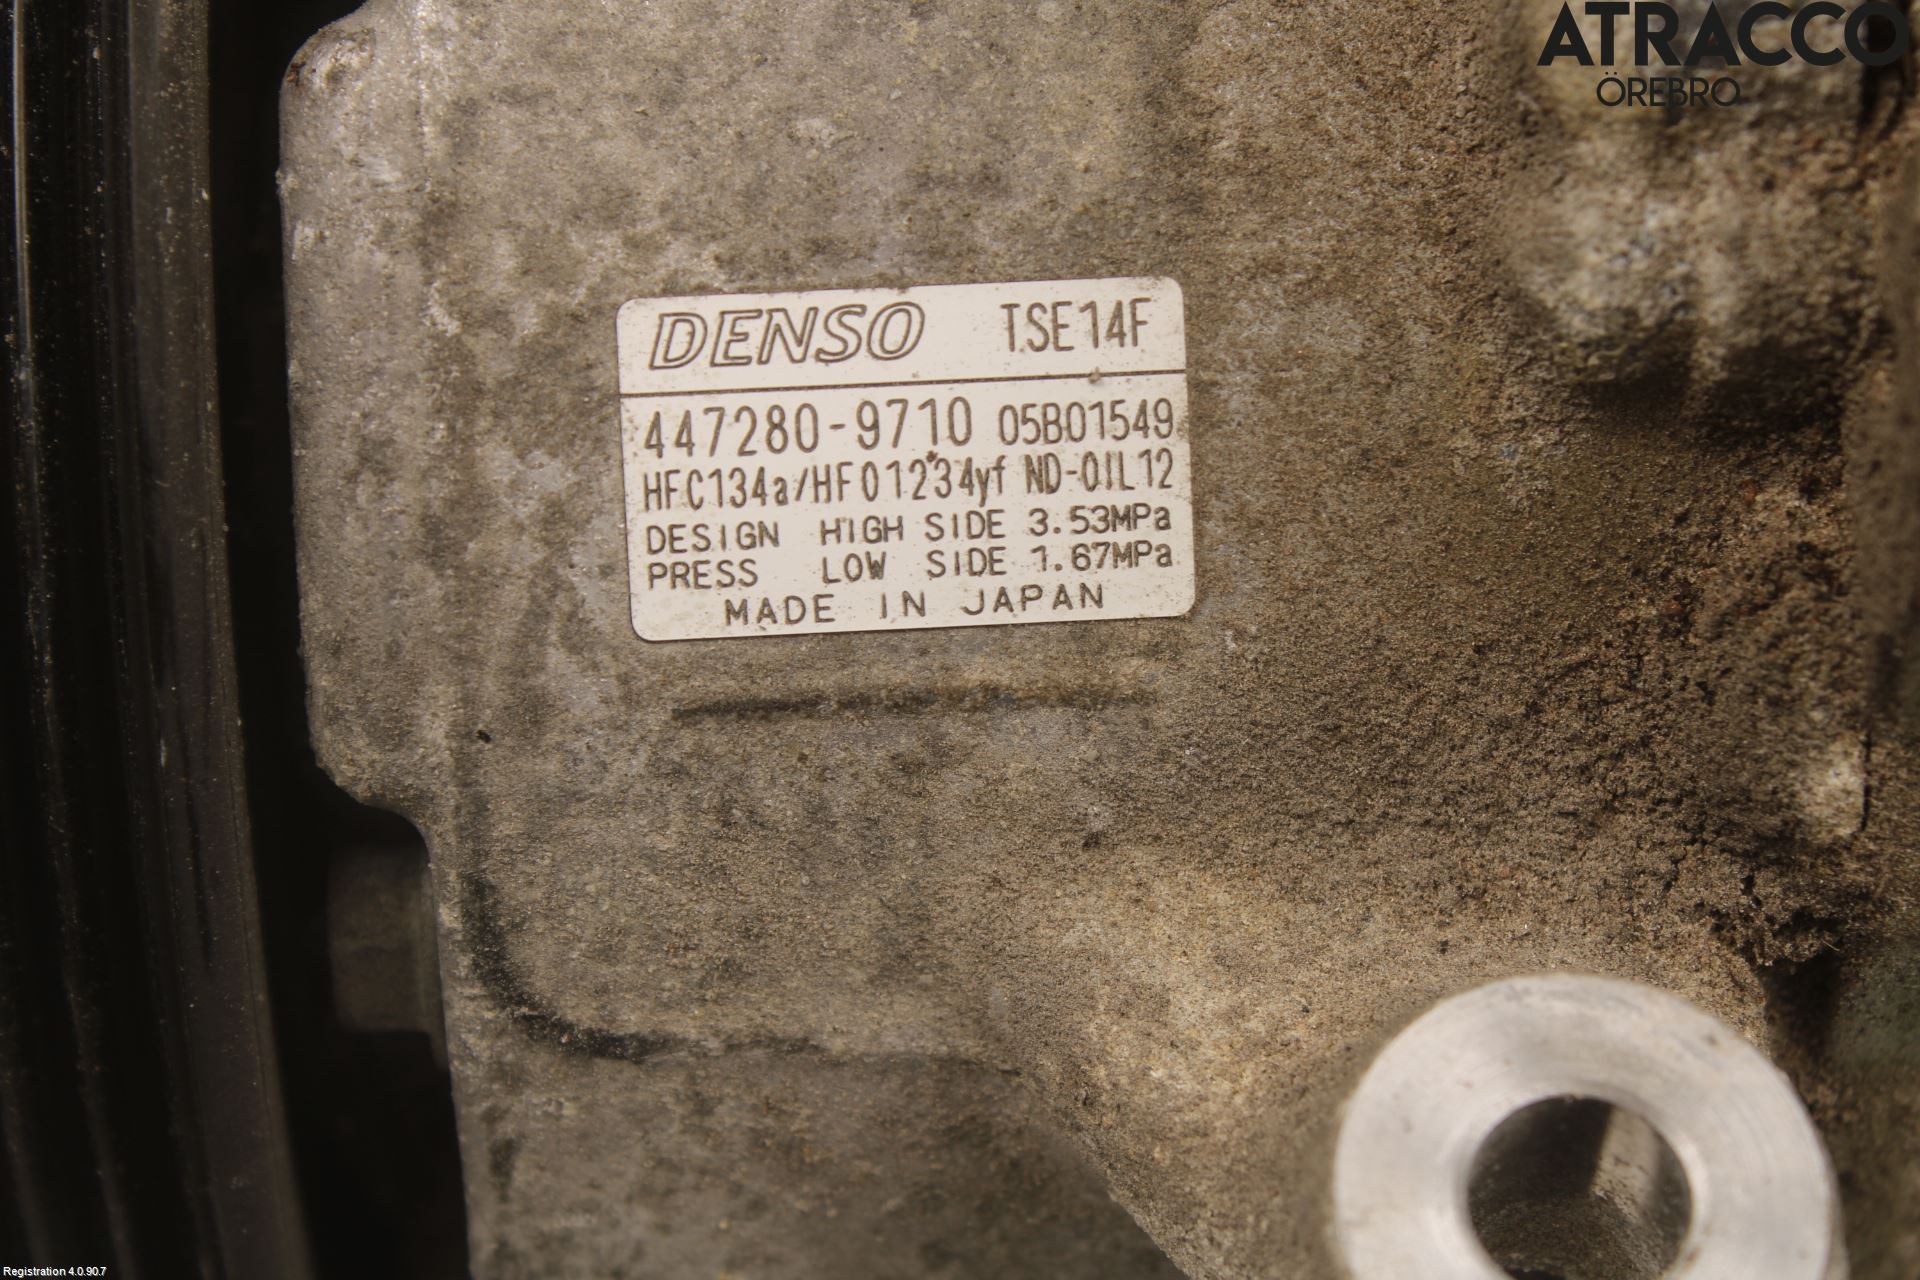 ATRACCO
ÖREBRO
DENSO TSE14F
447280-9710 05B01549
HFC134a/HFO1234yf ND-OIL12
DESIGN HIGH SIDE 3.53MPa
PRESS LOW SIDE 1.67MPa
MADE IN JAPAN
Registration 4.0.90.7